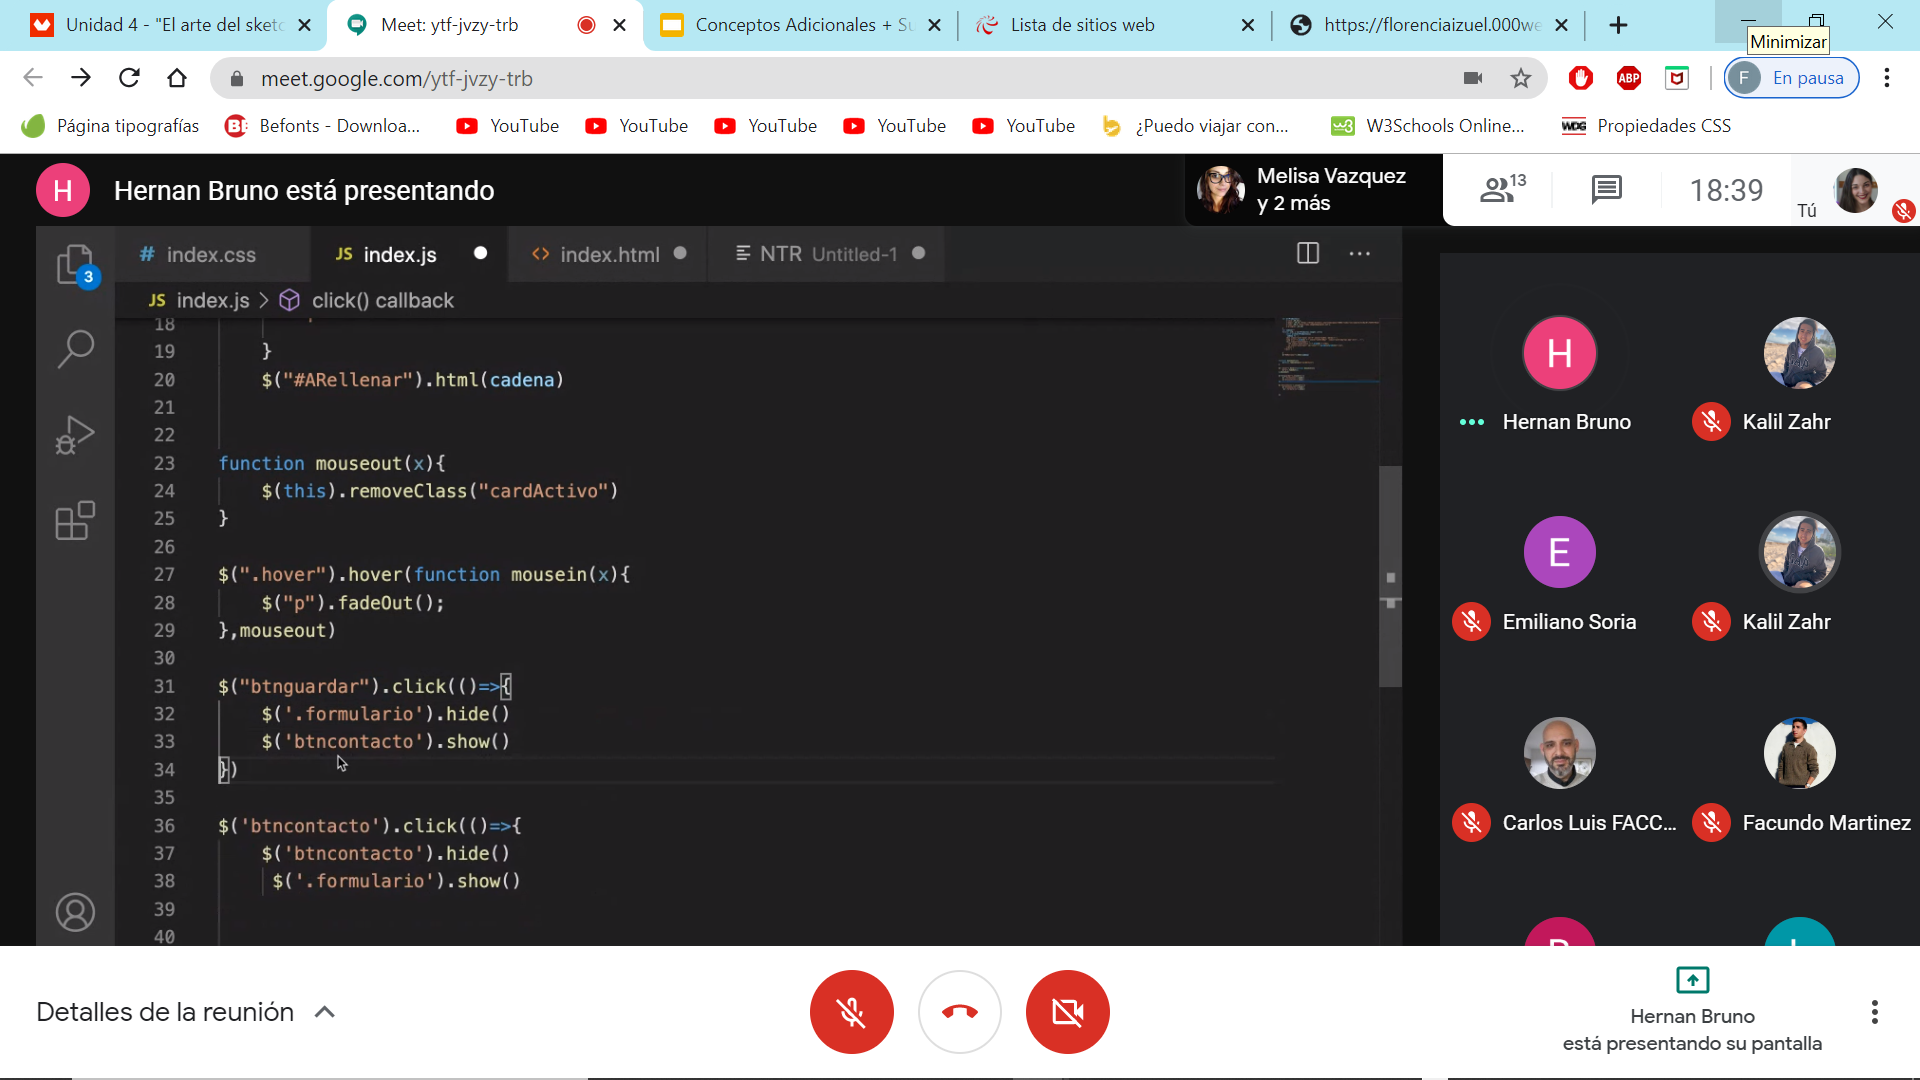 Unidad 4 - "El arte del sketc
Meet: ytf-jvzy-trb
Conceptos Adicionales + Su
Lista de sitios web
https://florenciaizuel.000we
Minimizar
meet.google.com/ytf-jvzy-trb
ABP
F En pausa
Página tipografías
Befonts - Downloa...
YouTube
YouTube
YouTube
YouTube
YouTube
¿Puedo viajar con...
W3Schools Online...
WDG Propiedades CSS
H Hernan Bruno está presentando
Melisa Vazquez
y 2 más
13
18:39
Tú
3
# index.css
JS index.js
<> index.html
NTR Untitled-1
JS index.js > click() callback
18
19 }
20 $("#ARellenar").html(cadena)
21
22
23 function mouseout(x){
24 $(this).removeClass("cardActivo")
25 }
26
27 $(".hover").hover(function mousein(x){
28 $("p").fadeOut();
29 },mouseout)
30
31 $("btnguardar").click(()=>{
32 $('.formulario').hide()
33 $('btncontacto').show()
34 })
35
36 $('btncontacto').click(()=>{
37 $('btncontacto').hide()
38 $('.formulario').show()
39
40
H
Hernan Bruno
Kalil Zahr
E
Emiliano Soria
Kalil Zahr
Carlos Luis FACC...
Facundo Martinez
Detalles de la reunión
Hernan Bruno
está presentando su pantalla